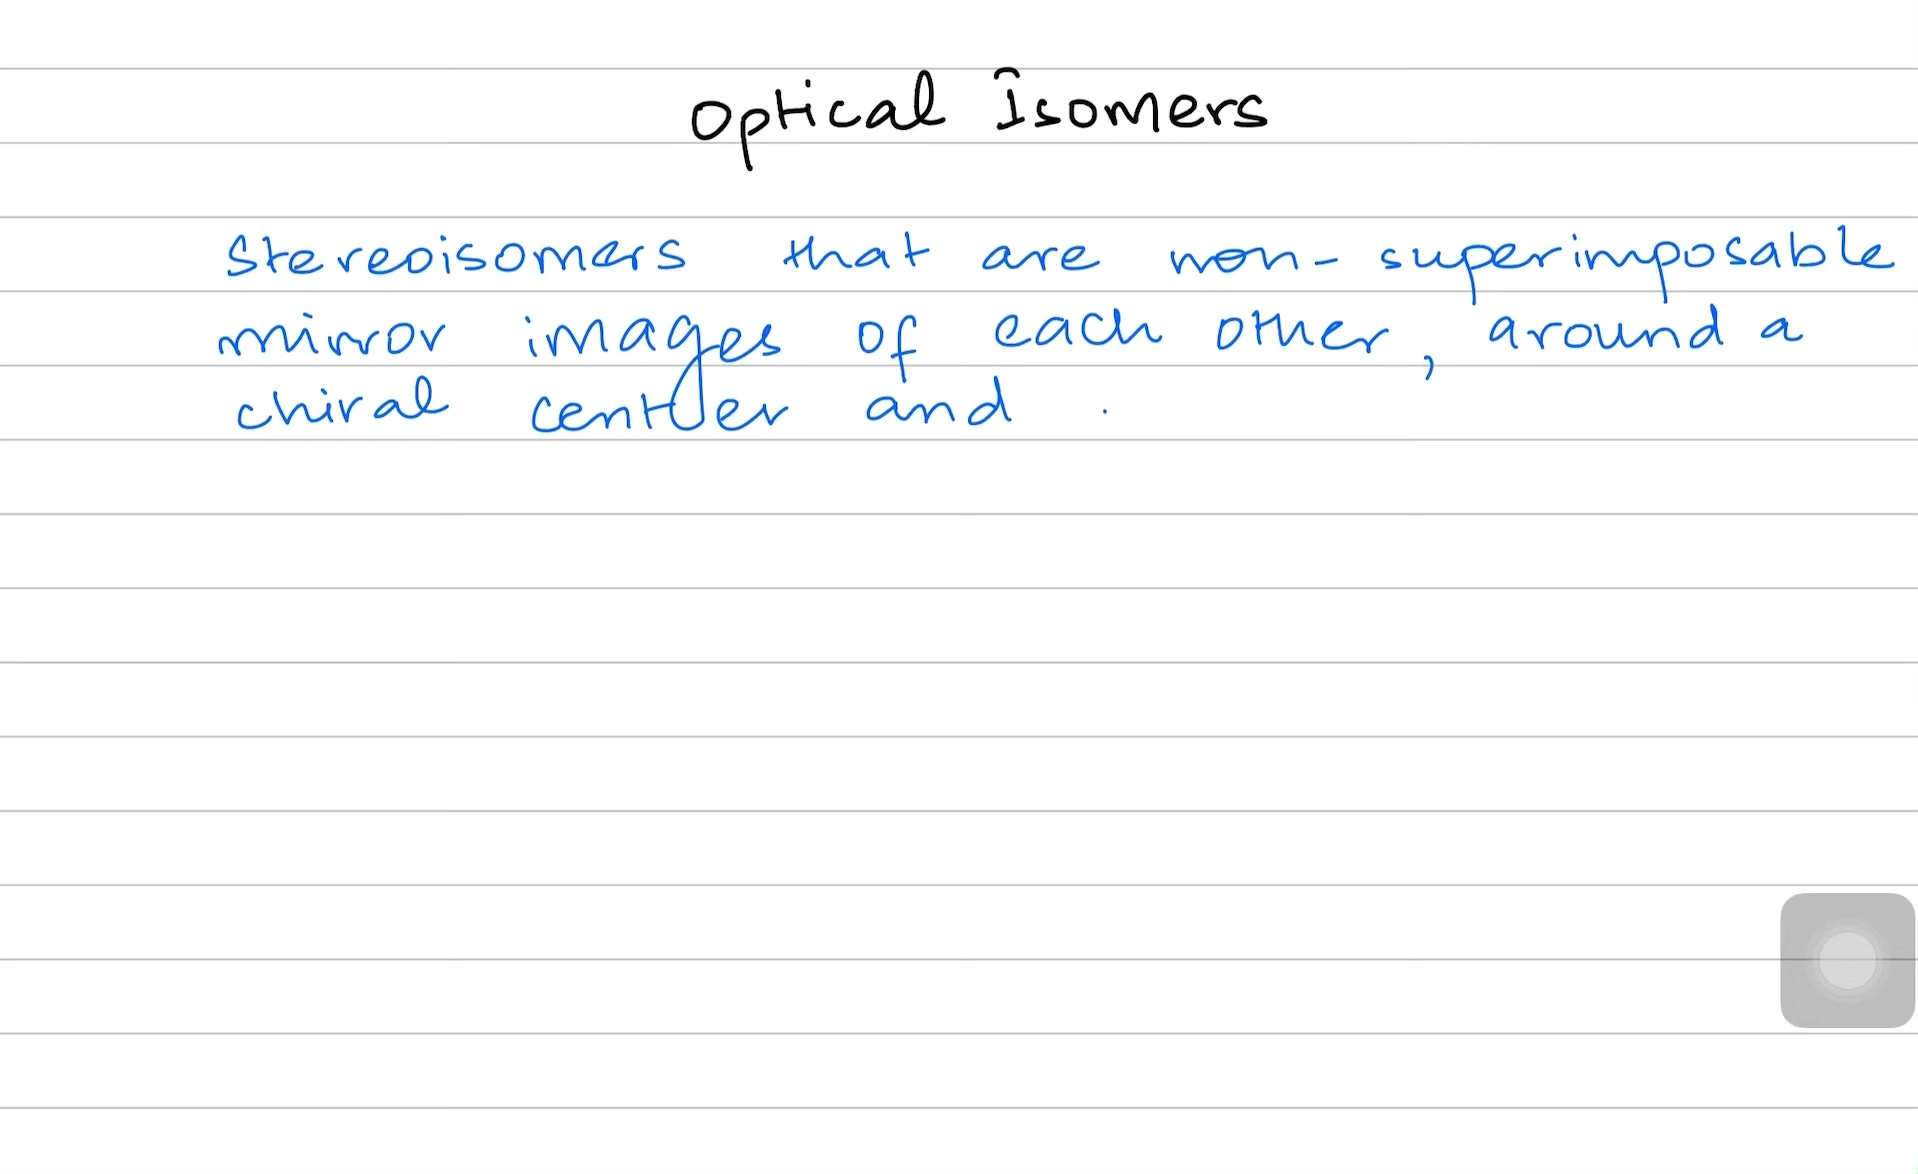 Optical Isomers
Stereoisomers that are non-superimposable
mirror images of each other, around a
chiral center and .